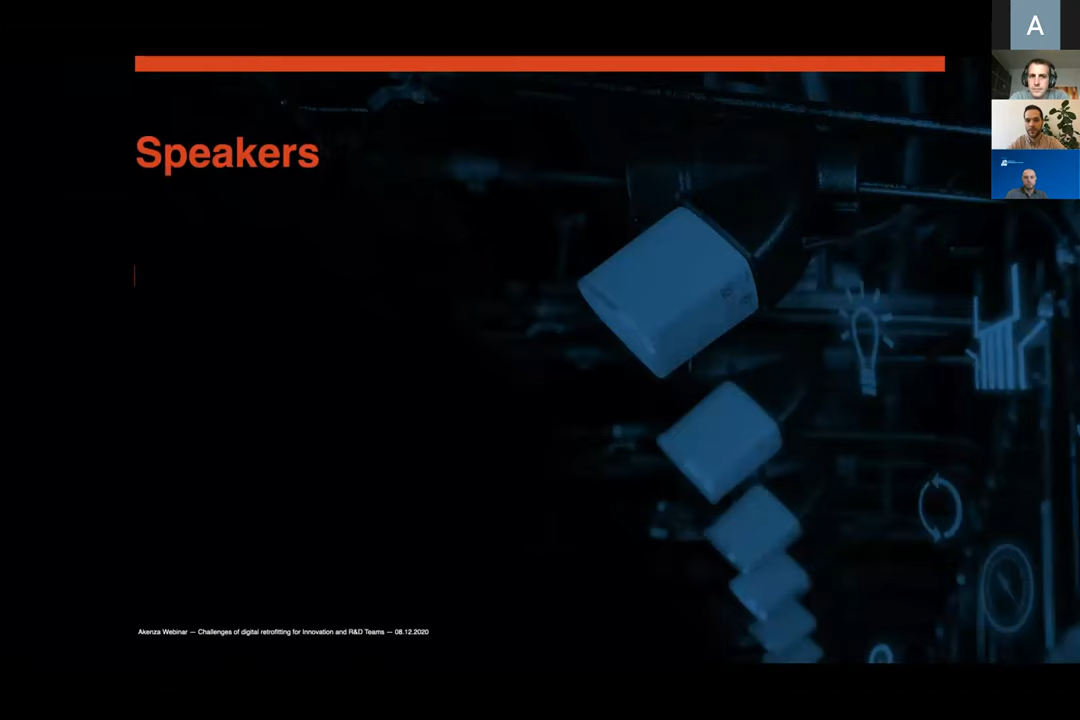 A
Speakers
Akenza Webinar — Challenges of digital retrofitting for Innovation and R&D Teams — 08.12.2020